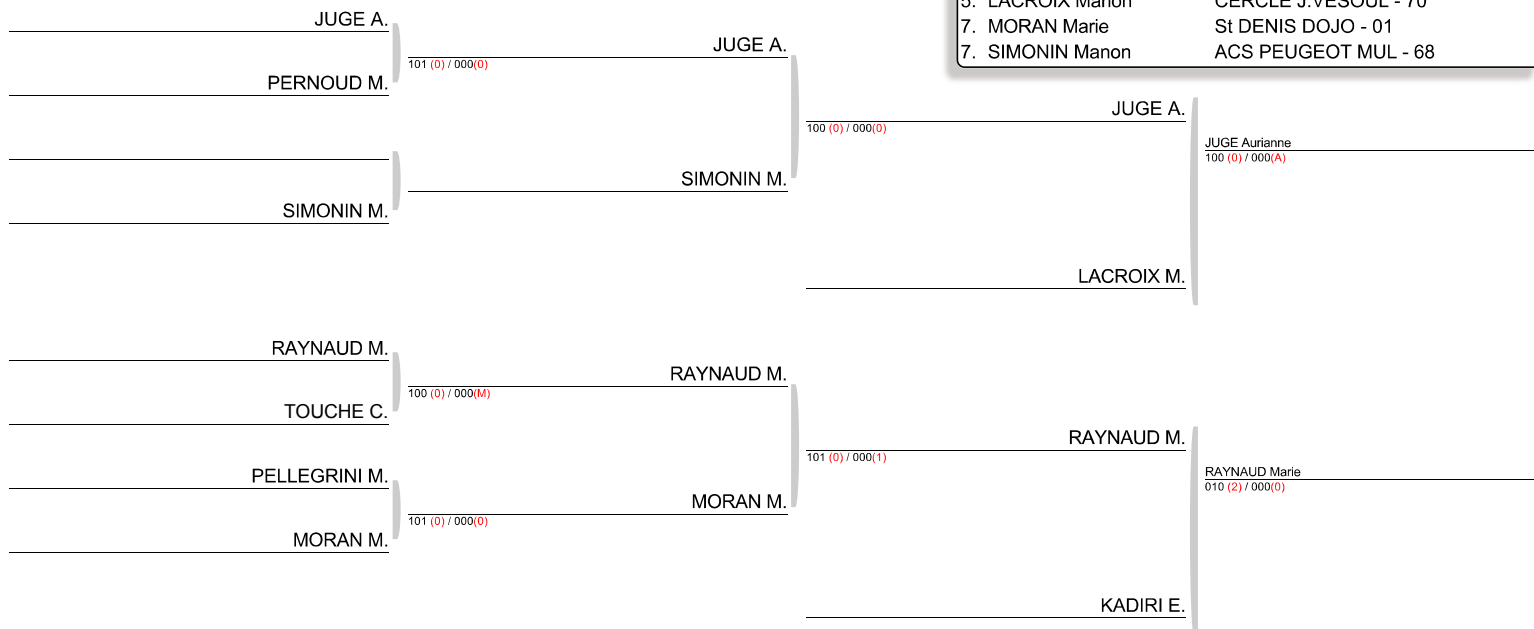 5. LACROIX Marion CERCLE J.VESOUL - 70
7. MORAN Marie St DENIS DOJO - 01
7. SIMONIN Manon ACS PEUGEOT MUL - 68
JUGE A.
PERNOUD M.
SIMONIN M.
RAYNAUD M.
TOUCHE C.
PELLEGRINI M.
MORAN M.
JUGE A.
101 (0) / 000(0)
SIMONIN M.
RAYNAUD M.
100 (0) / 000(M)
MORAN M.
101 (0) / 000(0)
JUGE A.
100 (0) / 000(0)
LACROIX M.
RAYNAUD M.
101 (0) / 000(1)
KADIRI E.
JUGE Aurianne
100 (0) / 000(A)
RAYNAUD Marie
010 (2) / 000(0)